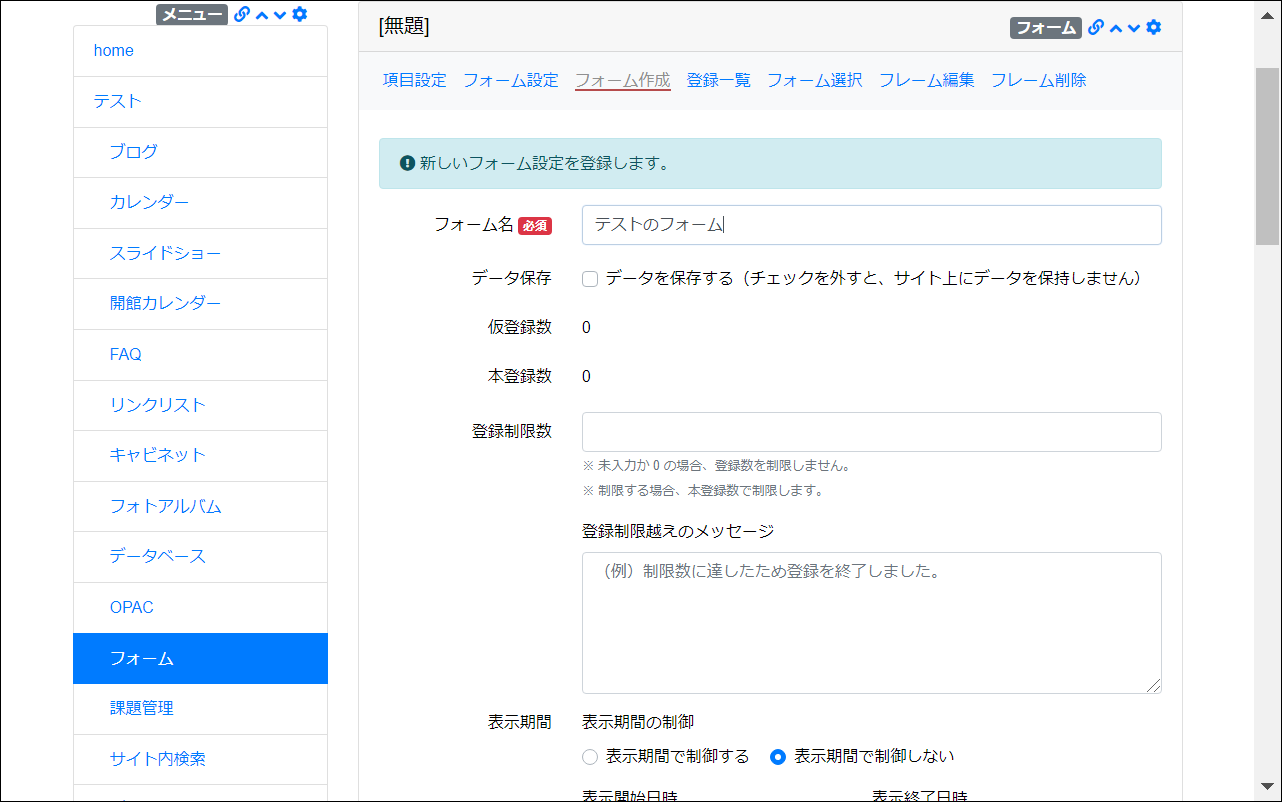 メニュー
home
テスト
ブログ
カレンダー
スライドショー
開館カレンダー
FAQ
リンクリスト
キャビネット
フォトアルバム
データベース
OPAC
フォーム
課題管理
サイト内検索
[無題]
フォーム
項目設定 フォーム設定 フォーム作成 登録一覧 フォーム選択 フレーム編集 フレーム削除
新しいフォーム設定を登録します。
フォーム名 必須 テストのフォーム
データ保存 データを保存する（チェックを外すと、サイト上にデータを保持しません）
仮登録数 0
本登録数 0
登録制限数
※ 未入力か 0 の場合、登録数を制限しません。
※ 制限する場合、本登録数で制限します。
登録制限越えのメッセージ
（例）制限数に達したため登録を終了しました。
表示期間 表示期間の制御
表示期間で制御する 表示期間で制御しない
表示開始日時 表示終了日時